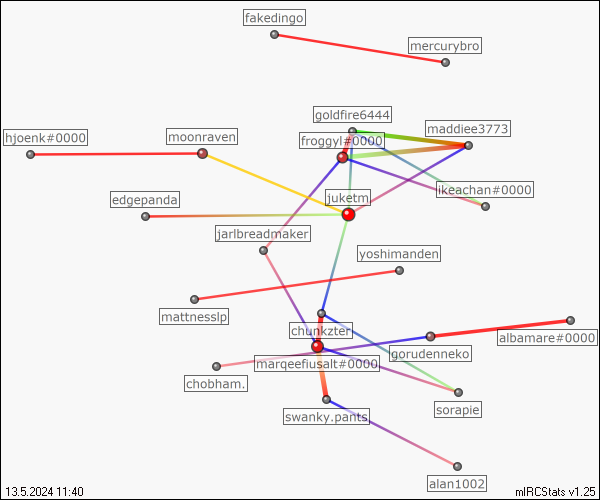 fakedingo
mercurybro
goldfire6444
maddiee3773
hjoenk#0000
moonraven
froggyl#0000
edgepanda
juketm
ikeachan#0000
jarlbreadmaker
yoshimanden
mattnesslp
chunkzter
albamare#0000
gorudenneko
marqeefiusalt#0000
chobham.
sorapie
swanky.pants
alan1002
13.5.2024 11:40
mIRCStats v1.25